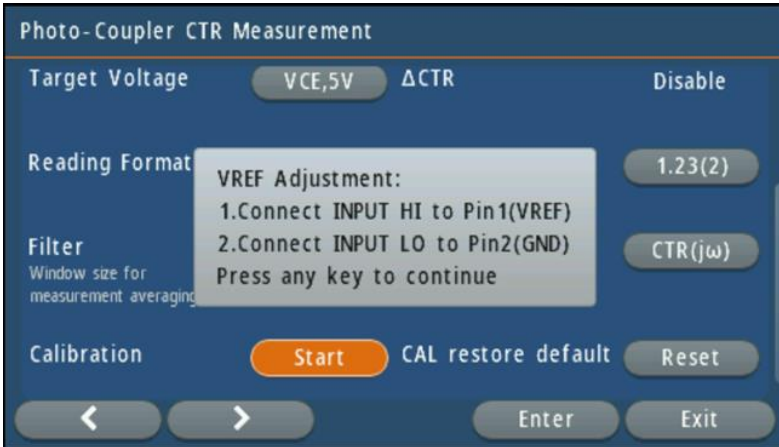 Photo-Coupler CTR Measurement
Target Voltage VCE,5V ΔCTR Disable
Reading Format 1.23(2)
VREF Adjustment:
1.Connect INPUT HI to Pin1(VREF)
2.Connect INPUT LO to Pin2(GND)
Press any key to continue
Filter CTR(jω)
Window size for
measurement averaging
Calibration Start CAL restore default Reset
< > Enter Exit